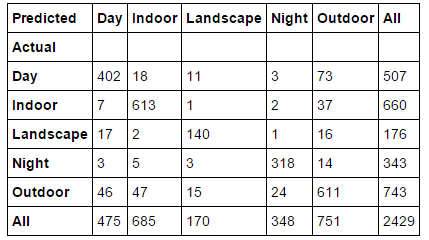 Predicted Day Indoor Landscape Night Outdoor All
Actual
Day 402 18 11 3 73 507
Indoor 7 613 1 2 37 660
Landscape 17 2 140 1 16 176
Night 3 5 3 318 14 343
Outdoor 46 47 15 24 611 743
All 475 685 170 348 751 2429